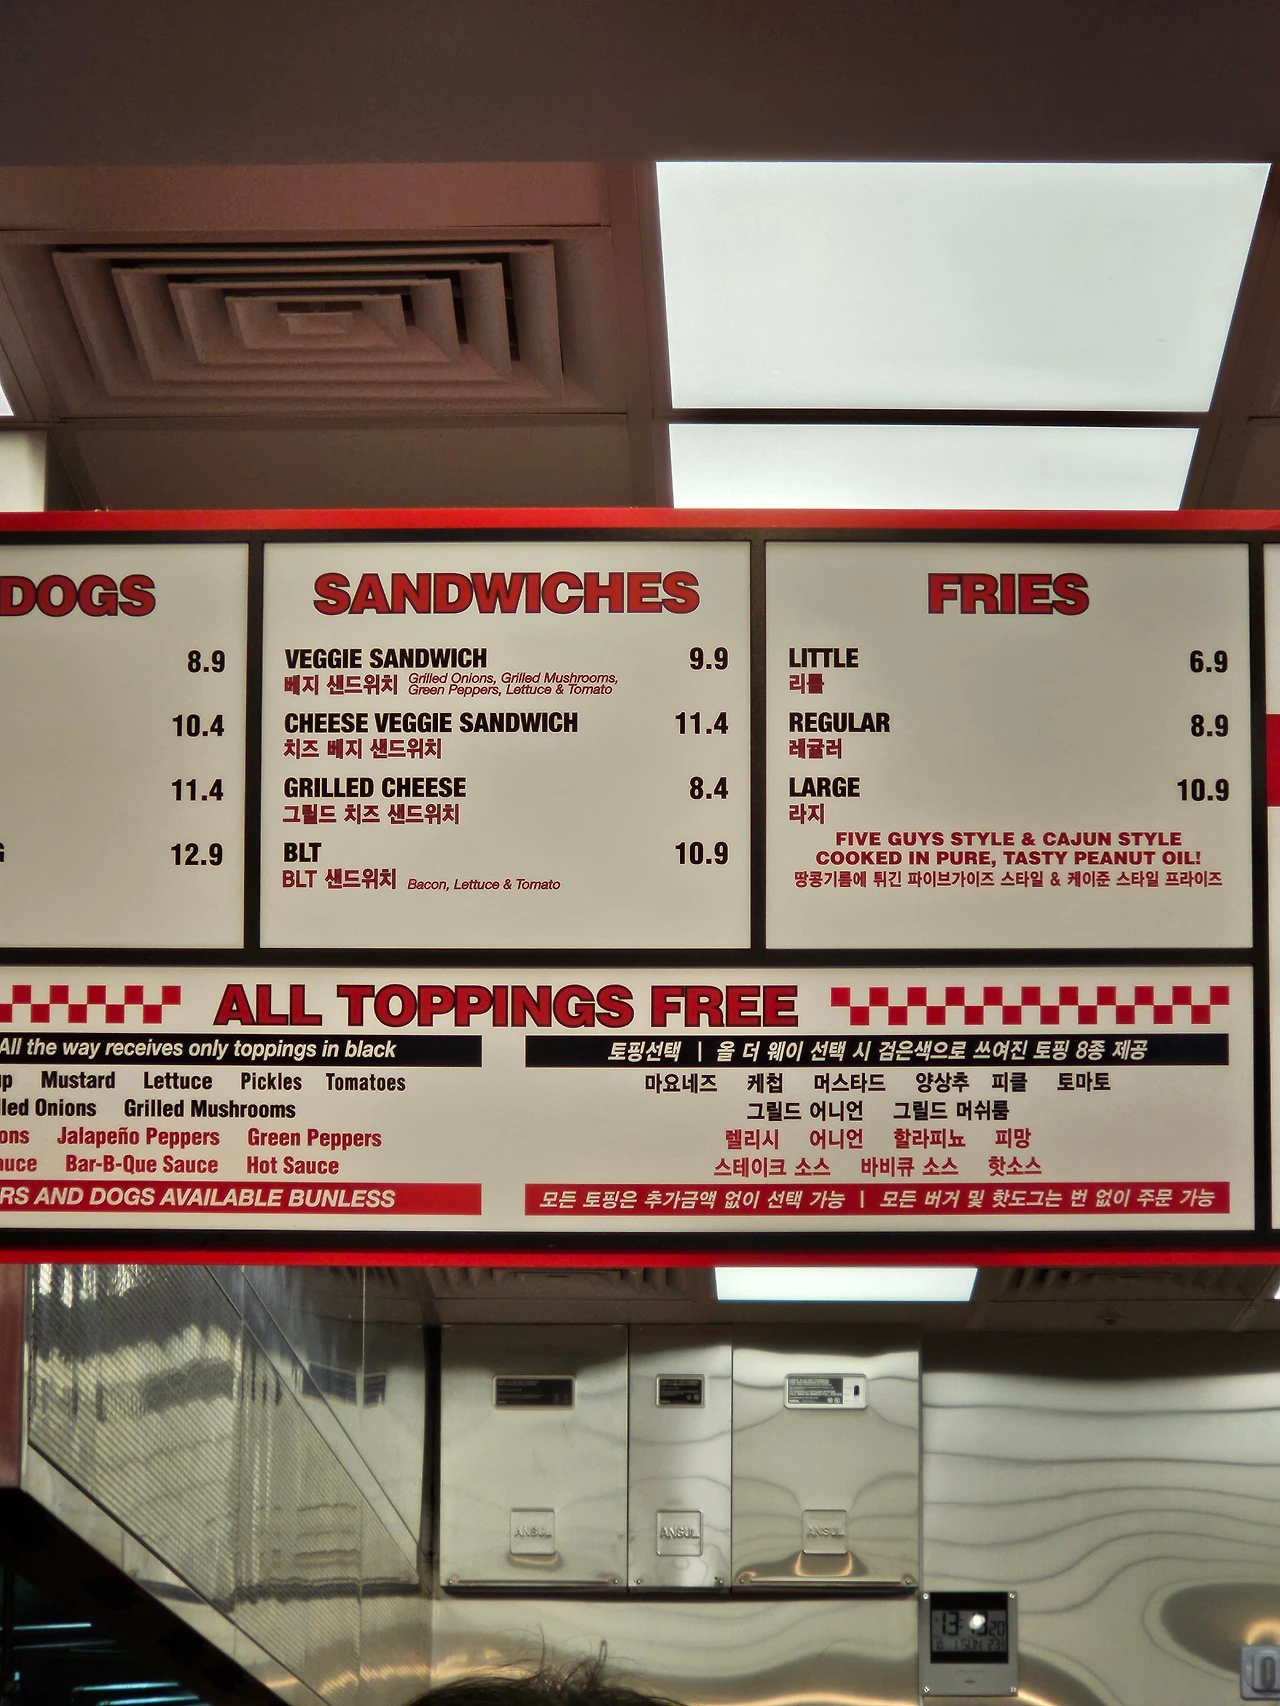 DOGS
8.9
10.4
11.4
12.9
SANDWICHES
VEGGIE SANDWICH 9.9
베지 샌드위치 Grilled Onions, Grilled Mushrooms,
Green Peppers, Lettuce & Tomato
CHEESE VEGGIE SANDWICH 11.4
치즈 베지 샌드위치
GRILLED CHEESE 8.4
그릴드 치즈 샌드위치
BLT 10.9
BLT 샌드위치 Bacon, Lettuce & Tomato
FRIES
LITTLE 6.9
리틀
REGULAR 8.9
레귤러
LARGE 10.9
라지
FIVE GUYS STYLE & CAJUN STYLE
COOKED IN PURE, TASTY PEANUT OIL!
땅콩기름에 튀긴 파이브가이즈 스타일 & 케이준 스타일 프라이즈
ALL TOPPINGS FREE
All the way receives only toppings in black
up Mustard Lettuce Pickles Tomatoes
lled Onions Grilled Mushrooms
ons Jalapeño Peppers Green Peppers
auce Bar-B-Que Sauce Hot Sauce
RS AND DOGS AVAILABLE BUNLESS
토핑선택 | 올 더 웨이 선택 시 검은색으로 쓰여진 토핑 8종 제공
마요네즈 케첩 머스타드 양상추 피클 토마토
그릴드 어니언 그릴드 머쉬룸
렐리시 어니언 할라피뇨 피망
스테이크 소스 바비큐 소스 핫소스
모든 토핑은 추가금액 없이 선택 가능 | 모든 버거 및 핫도그는 번 없이 주문 가능
ANSUL
ANSUL
ANSUL